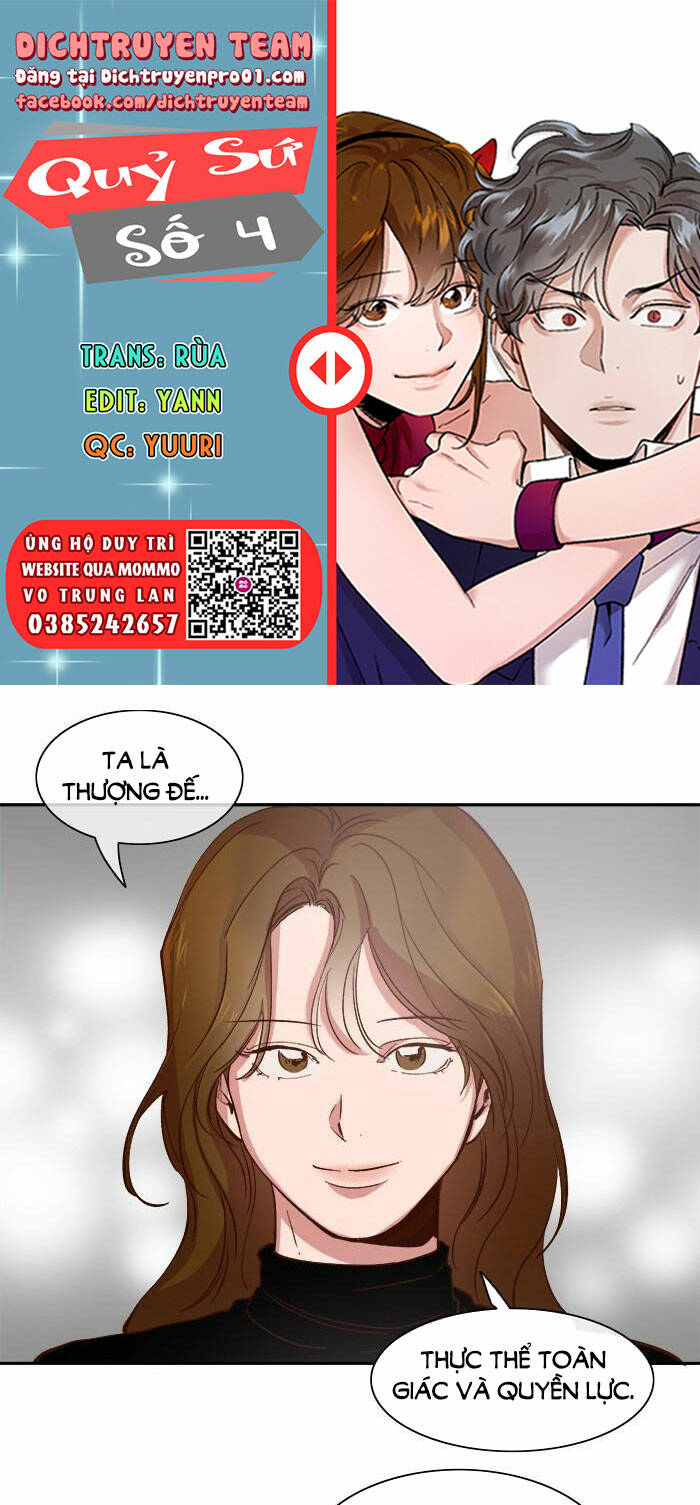 DICHTRUYEN TEAM
Đăng tại Dichtruyenpro01.com
facebook.com/dichtruyenteam
Quỷ Sứ
Số 4
TRANS: RÙA
EDIT: YANN
QC: YUURI
ỦNG HỘ DUY TRÌ
WEBSITE QUA MOMMO
VO TRUNG LAN
0385242657
TA LÀ
THƯỢNG ĐẾ...
THỰC THỂ TOÀN
GIÁC VÀ QUYỀN LỰC.